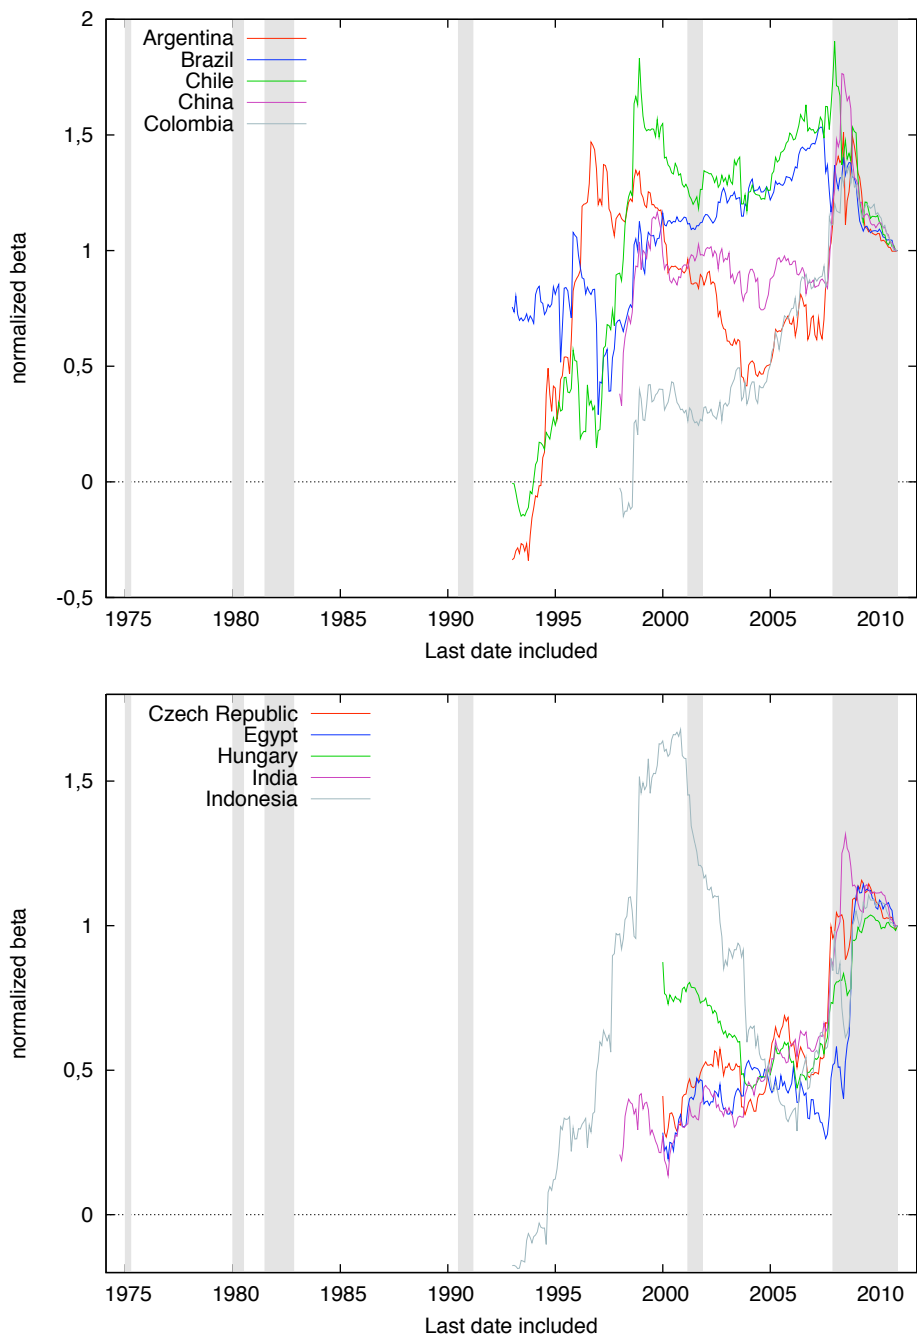 2
Argentina
Brazil
Chile
China
Colombia
1,5
1
0,5
0
-0,5
normalized beta
1975 1980 1985 1990 1995 2000 2005 2010
Last date included
Czech Republic
Egypt
Hungary
India
Indonesia
1,5
1
0,5
0
normalized beta
1975 1980 1985 1990 1995 2000 2005 2010
Last date included